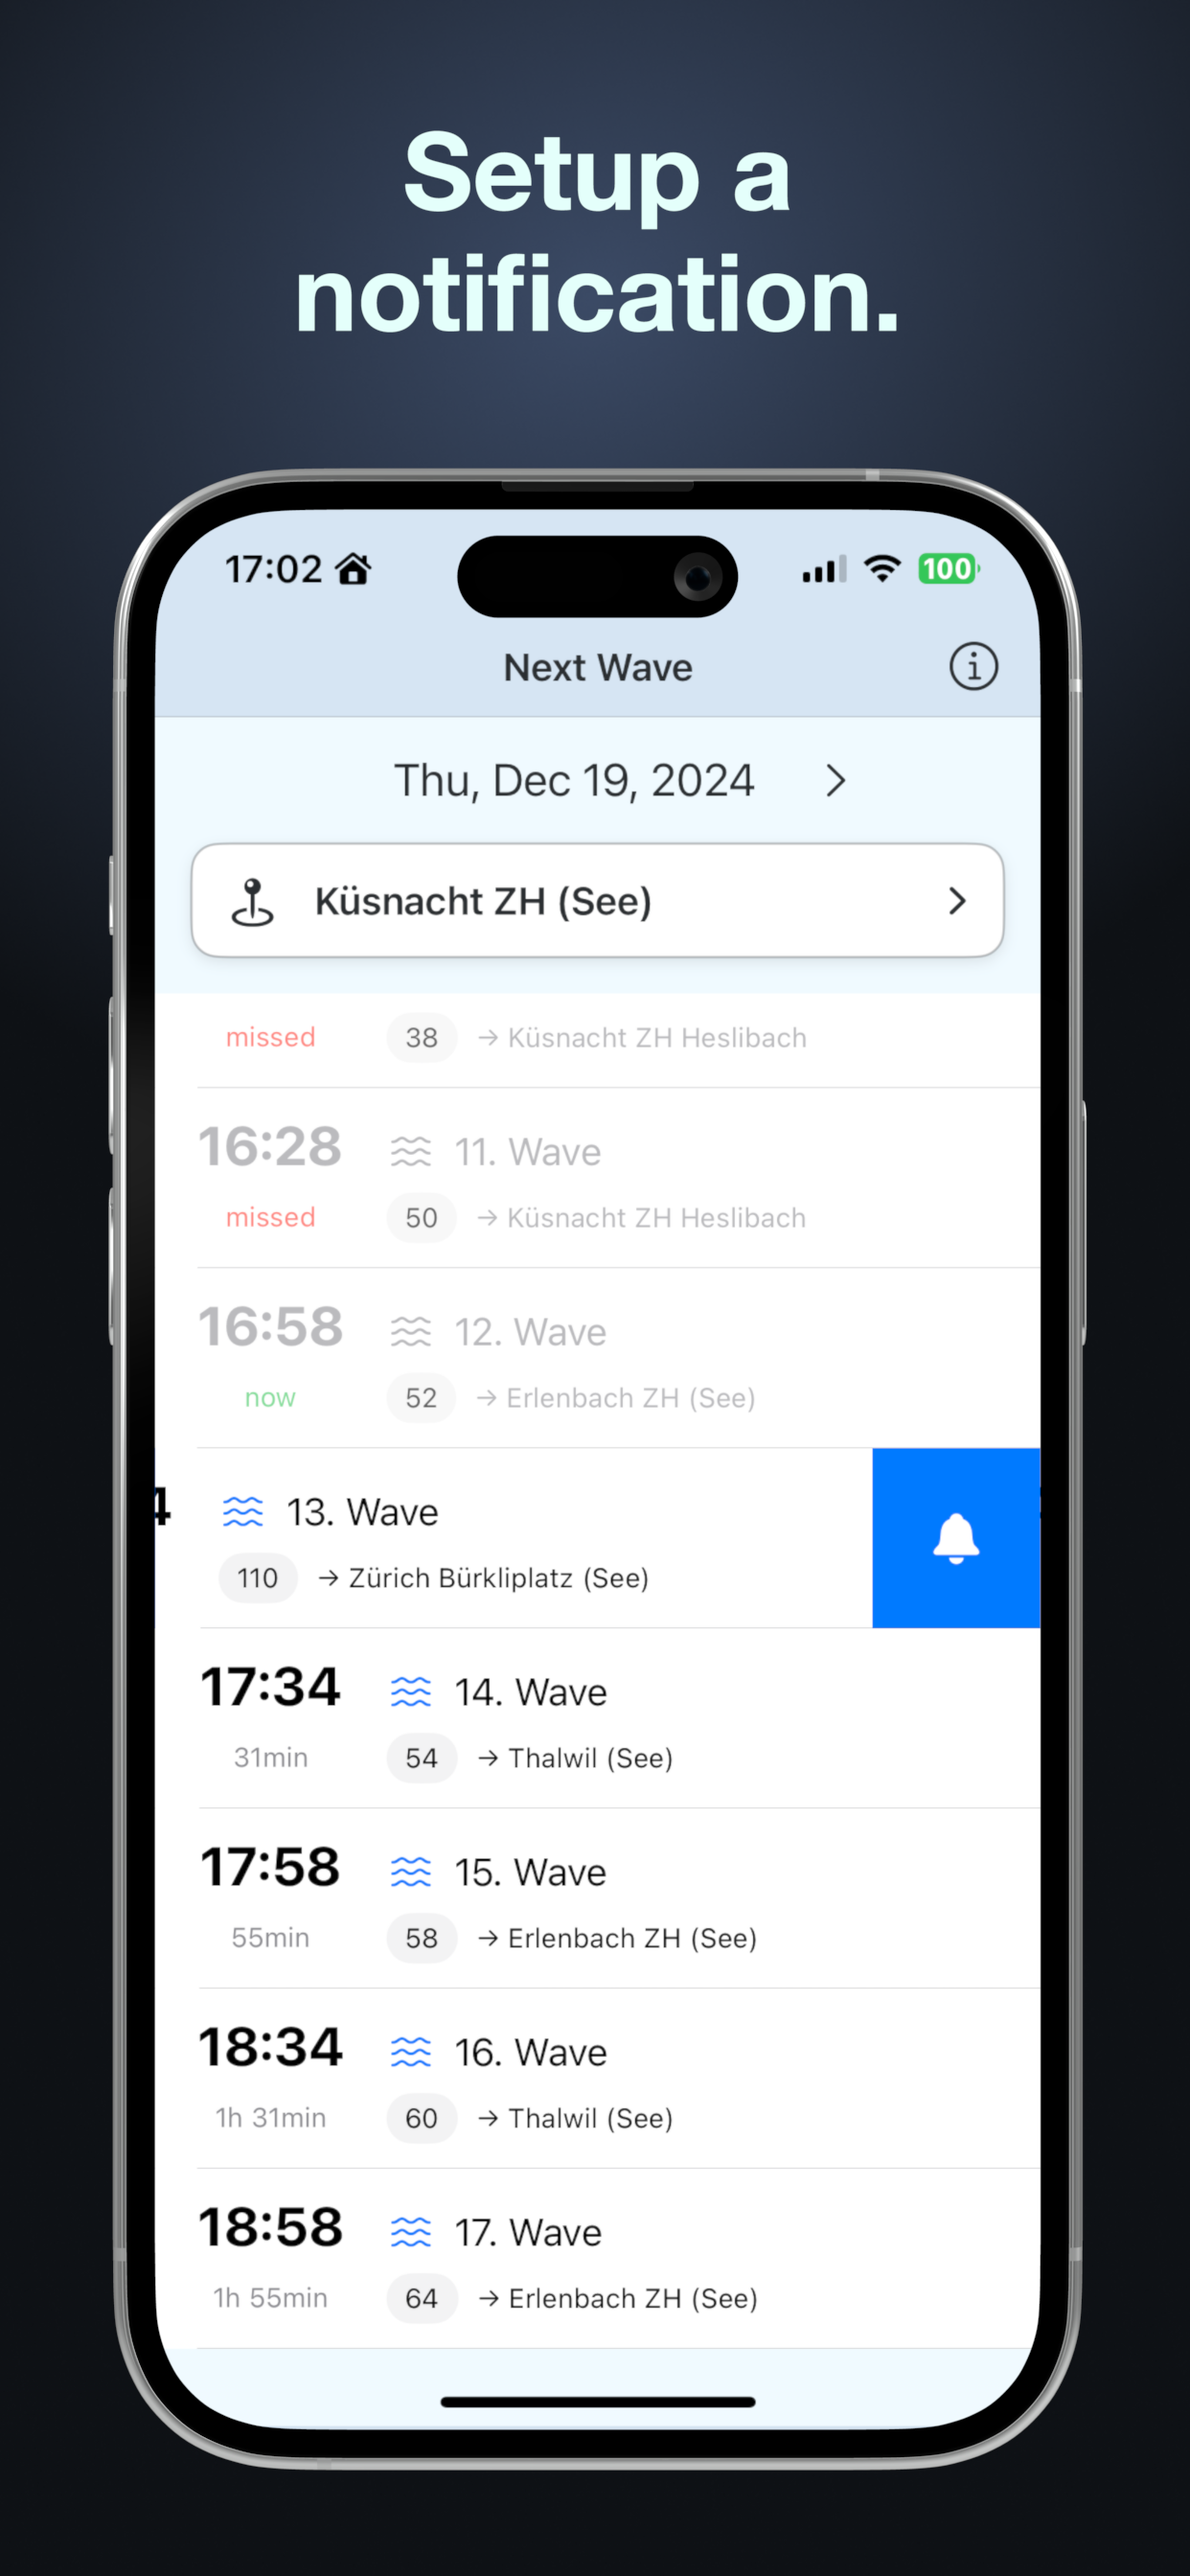 Setup a
notification.
17:02
100
Next Wave
Thu, Dec 19, 2024
Küsnacht ZH (See)
missed 38 → Küsnacht ZH Heslibach
16:28 11. Wave
missed 50 → Küsnacht ZH Heslibach
16:58 12. Wave
now 52 → Erlenbach ZH (See)
4 13. Wave
110 → Zürich Bürkliplatz (See)
17:34 14. Wave
31min 54 → Thalwil (See)
17:58 15. Wave
55min 58 → Erlenbach ZH (See)
18:34 16. Wave
1h 31min 60 → Thalwil (See)
18:58 17. Wave
1h 55min 64 → Erlenbach ZH (See)